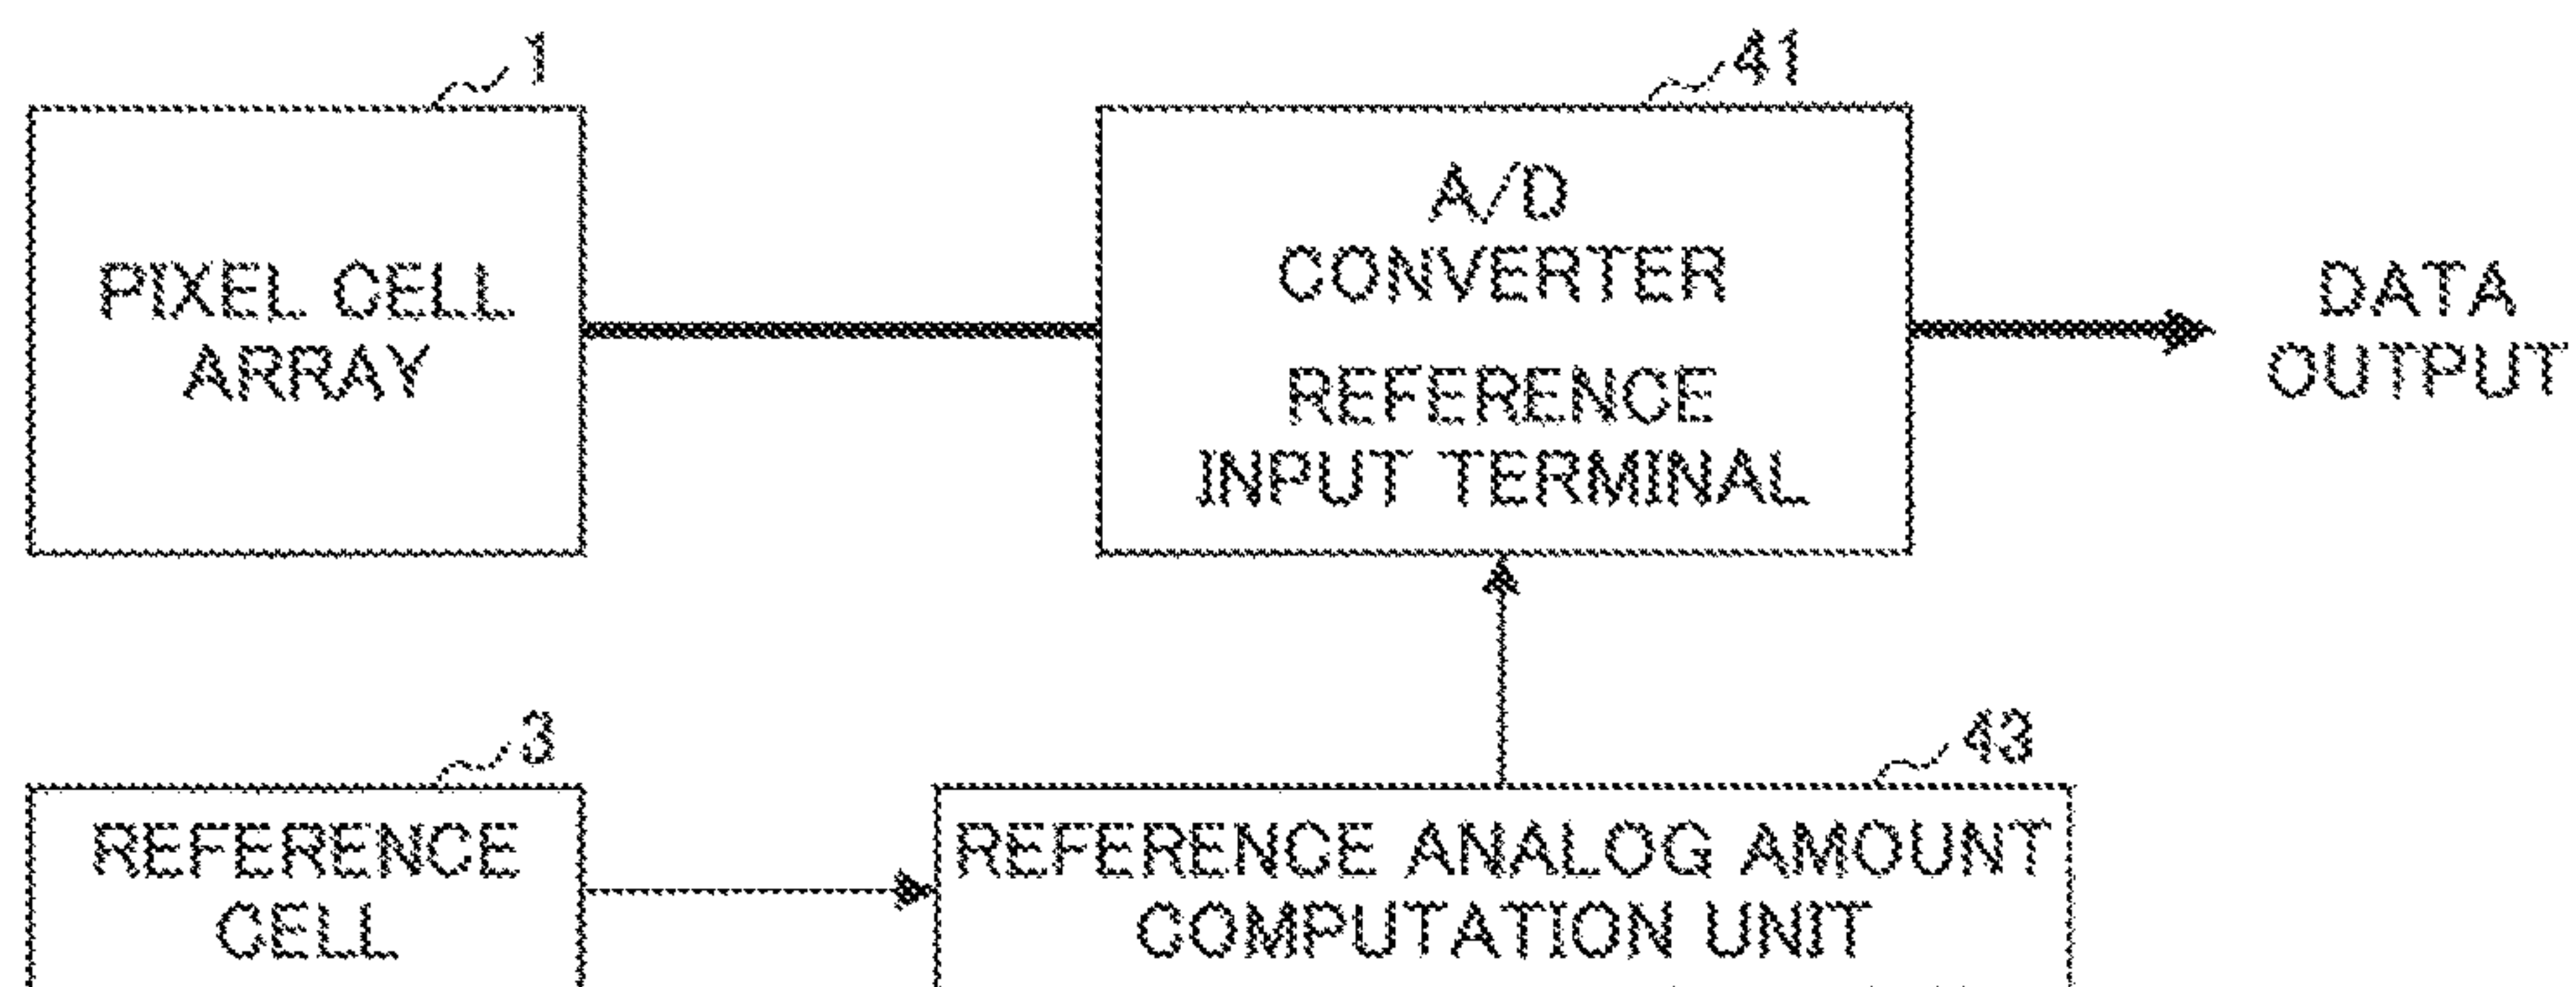 1
41
PIXEL CELL
ARRAY
A/D
CONVERTER
REFERENCE
INPUT TERMINAL
DATA
OUTPUT
3
43
REFERENCE
CELL
REFERENCE ANALOG AMOUNT
COMPUTATION UNIT